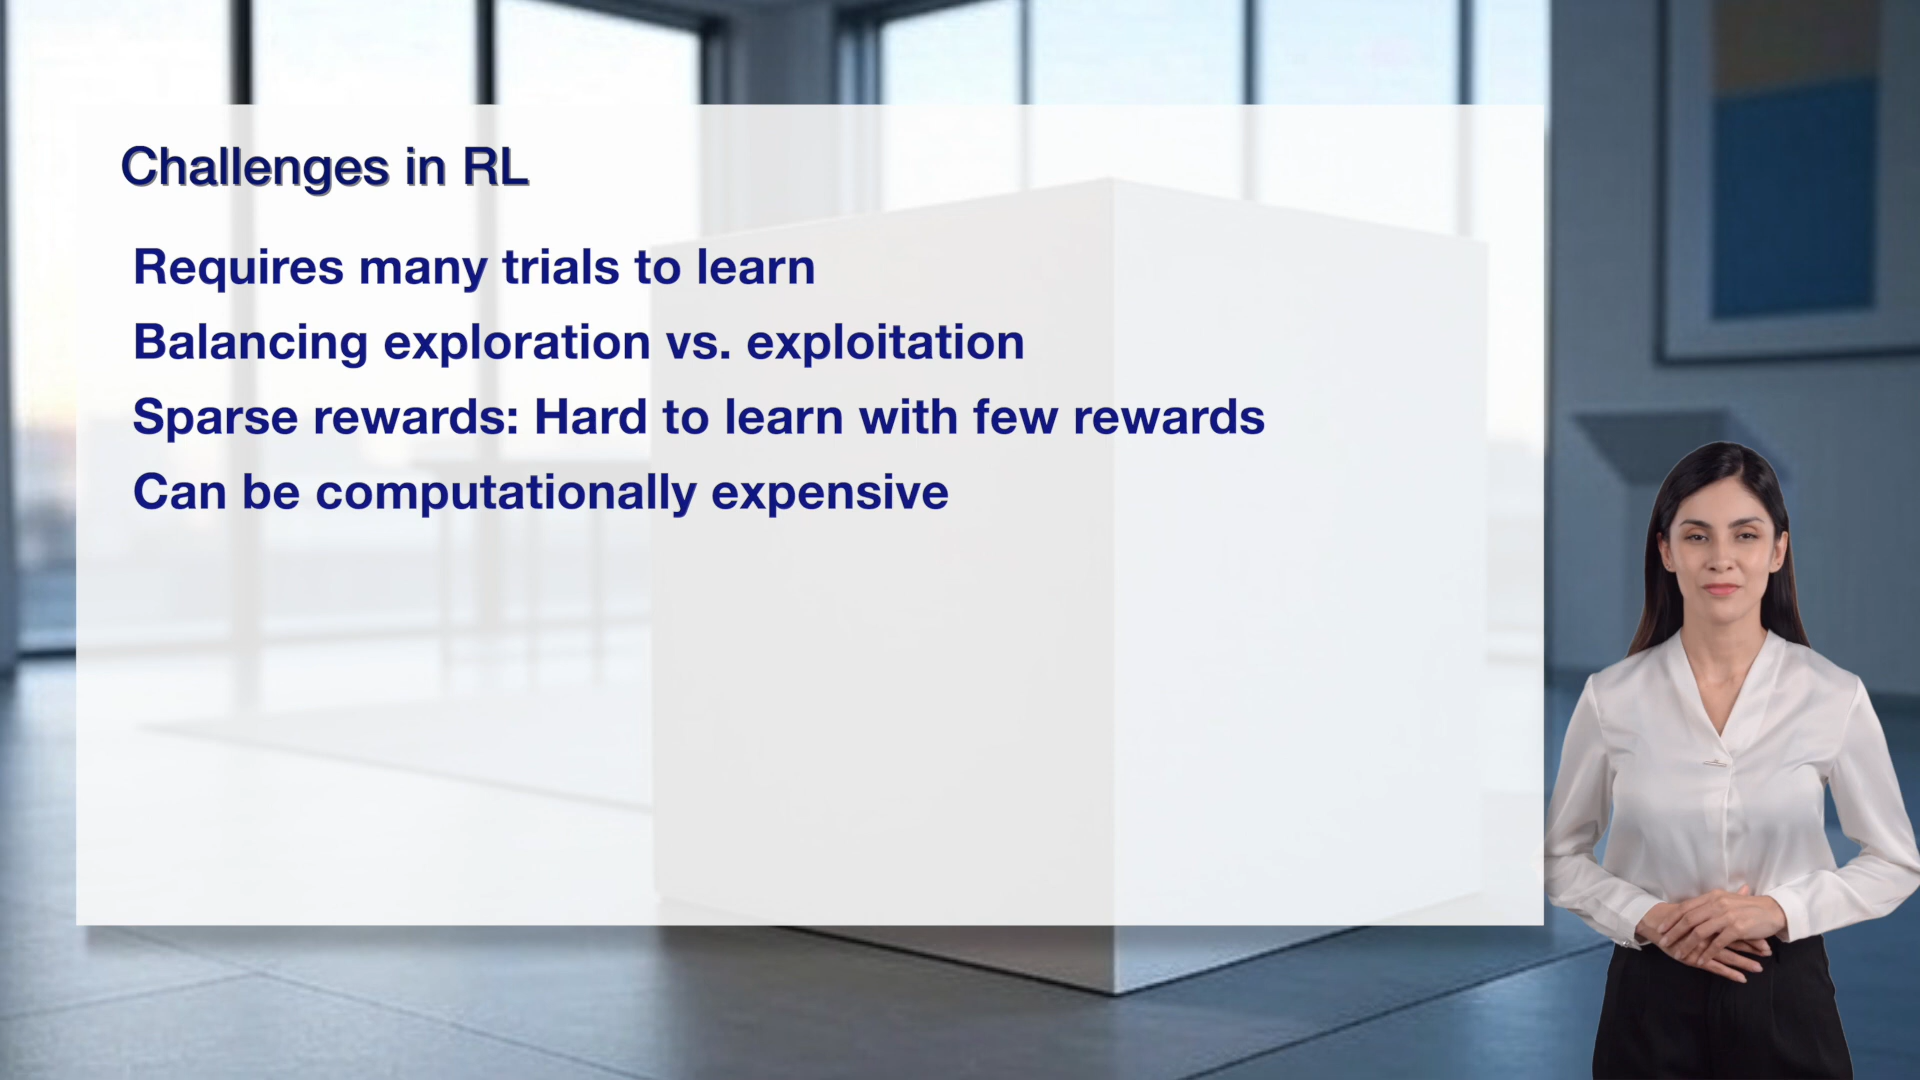 Challenges in RL
Requires many trials to learn
Balancing exploration vs. exploitation
Sparse rewards: Hard to learn with few rewards
Can be computationally expensive